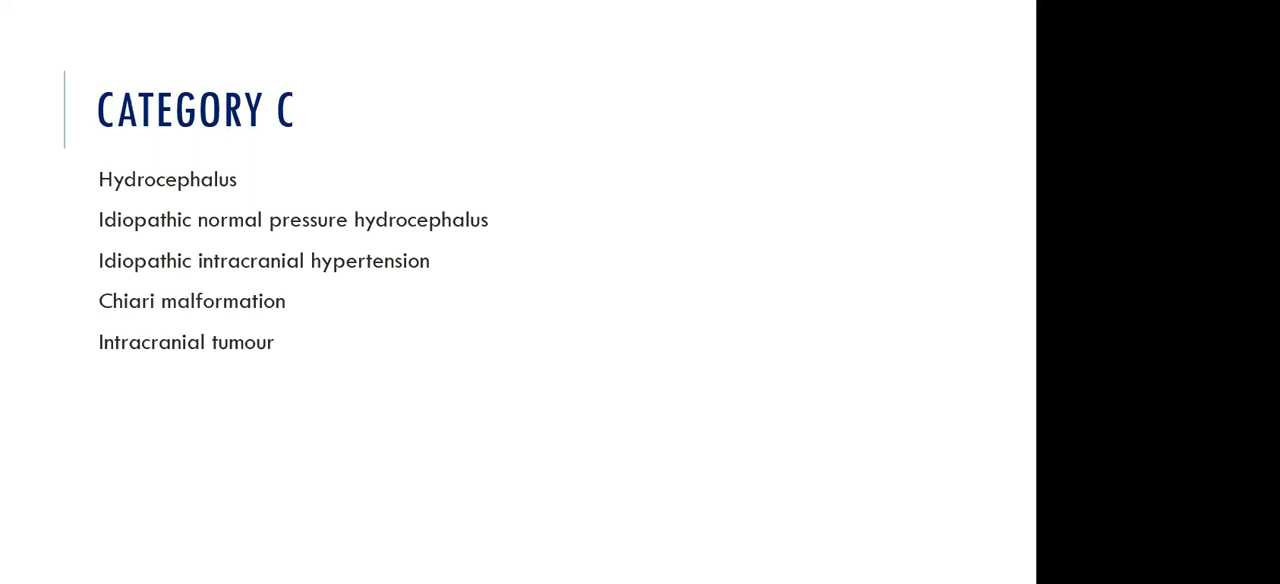 CATEGORY C
Hydrocephalus
Idiopathic normal pressure hydrocephalus
Idiopathic intracranial hypertension
Chiari malformation
Intracranial tumour